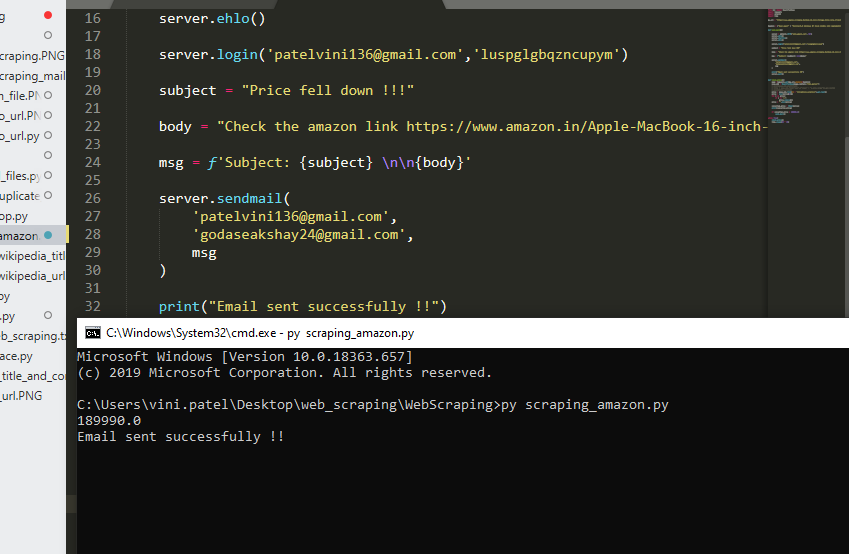 g
craping.PNG
craping_mail
n_file.PN
o_url.PN
o_url.py
l_files.py
uplicate
op.py
amazon
wikipedia_titl
wikipedia_url
py
.py
eb_scraping.tx
ace.py
_title_and_con
_url.PNG
16 server.ehlo()
17
18 server.login('patelvini136@gmail.com','luspglgbqzncupym')
19
20 subject = "Price fell down !!!"
21
22 body = "Check the amazon link https://www.amazon.in/Apple-MacBook-16-inch-
23
24 msg = f'Subject: {subject} \n\n{body}'
25
26 server.sendmail(
27 'patelvini136@gmail.com',
28 'godaseakshay24@gmail.com',
29 msg
30 )
31
32 print("Email sent successfully !!")
C:\Windows\System32\cmd.exe - py scraping_amazon.py
Microsoft Windows [Version 10.0.18363.657]
(c) 2019 Microsoft Corporation. All rights reserved.
C:\Users\vini.patel\Desktop\web_scraping\WebScraping>py scraping_amazon.py
189990.0
Email sent successfully !!